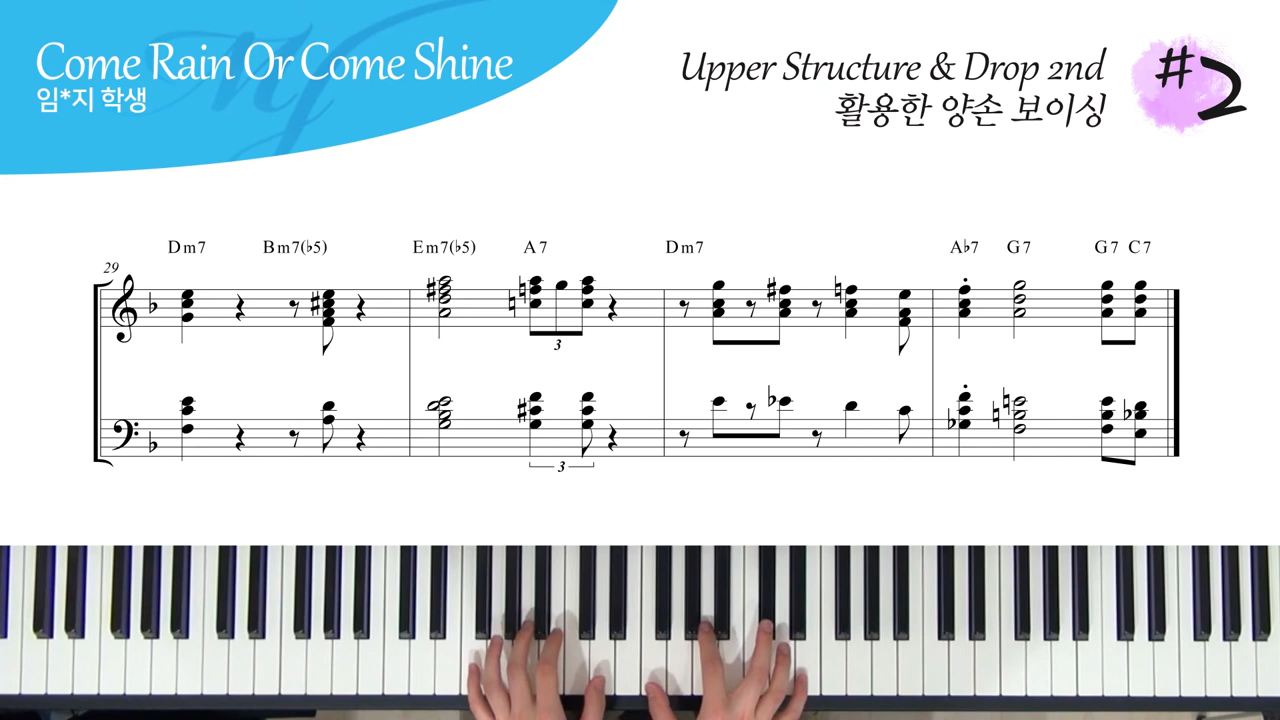 Come Rain Or Come Shine
임*지 학생
Upper Structure & Drop 2nd
활용한 양손 보이싱
#2
Dm7 Bm7(♭5) Em7(♭5) A7 Dm7 A♭7 G7 G7 C7
29
3
3